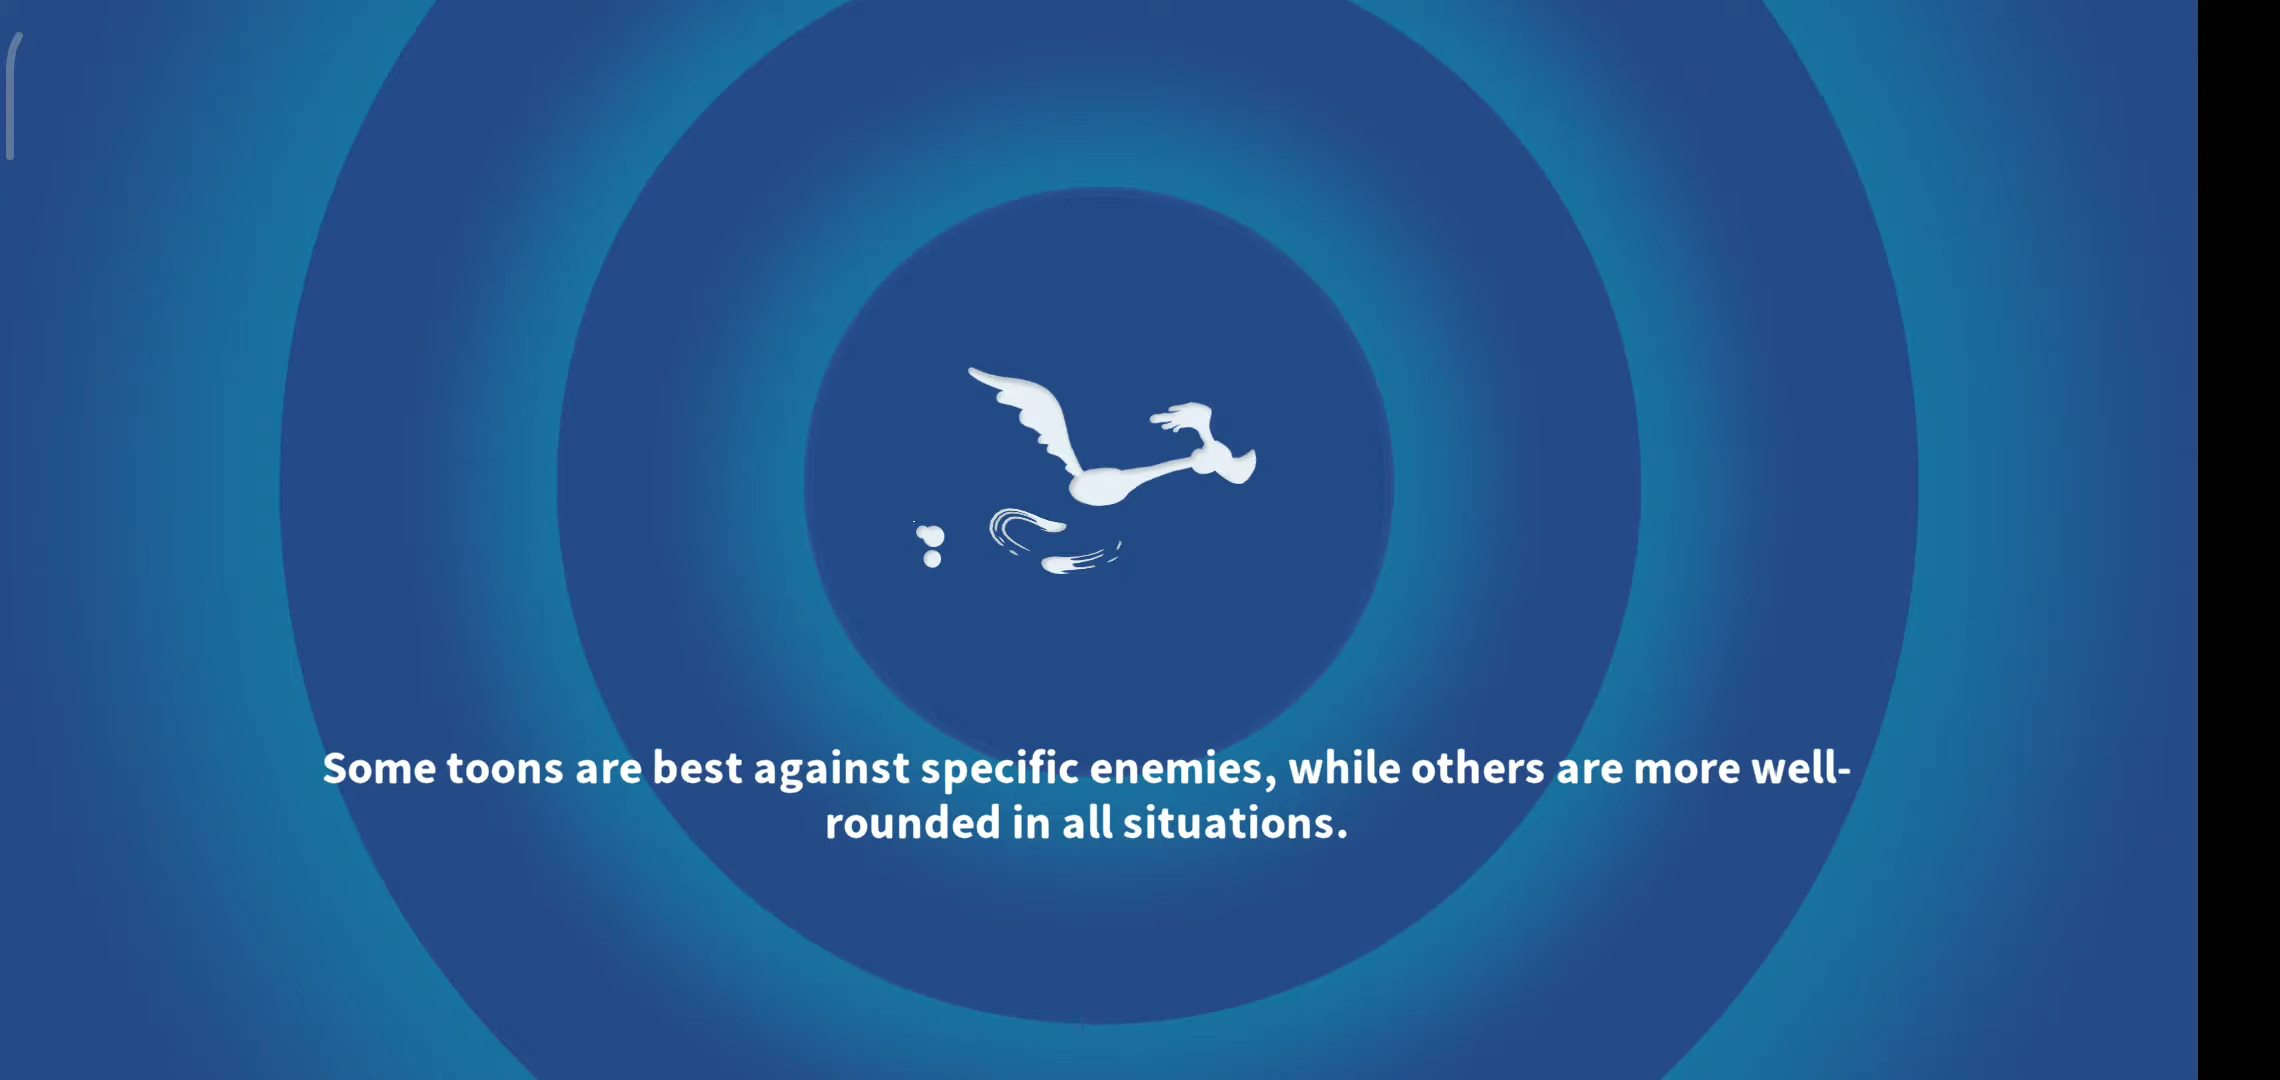 Some toons are best against specific enemies, while others are more well-
rounded in all situations.